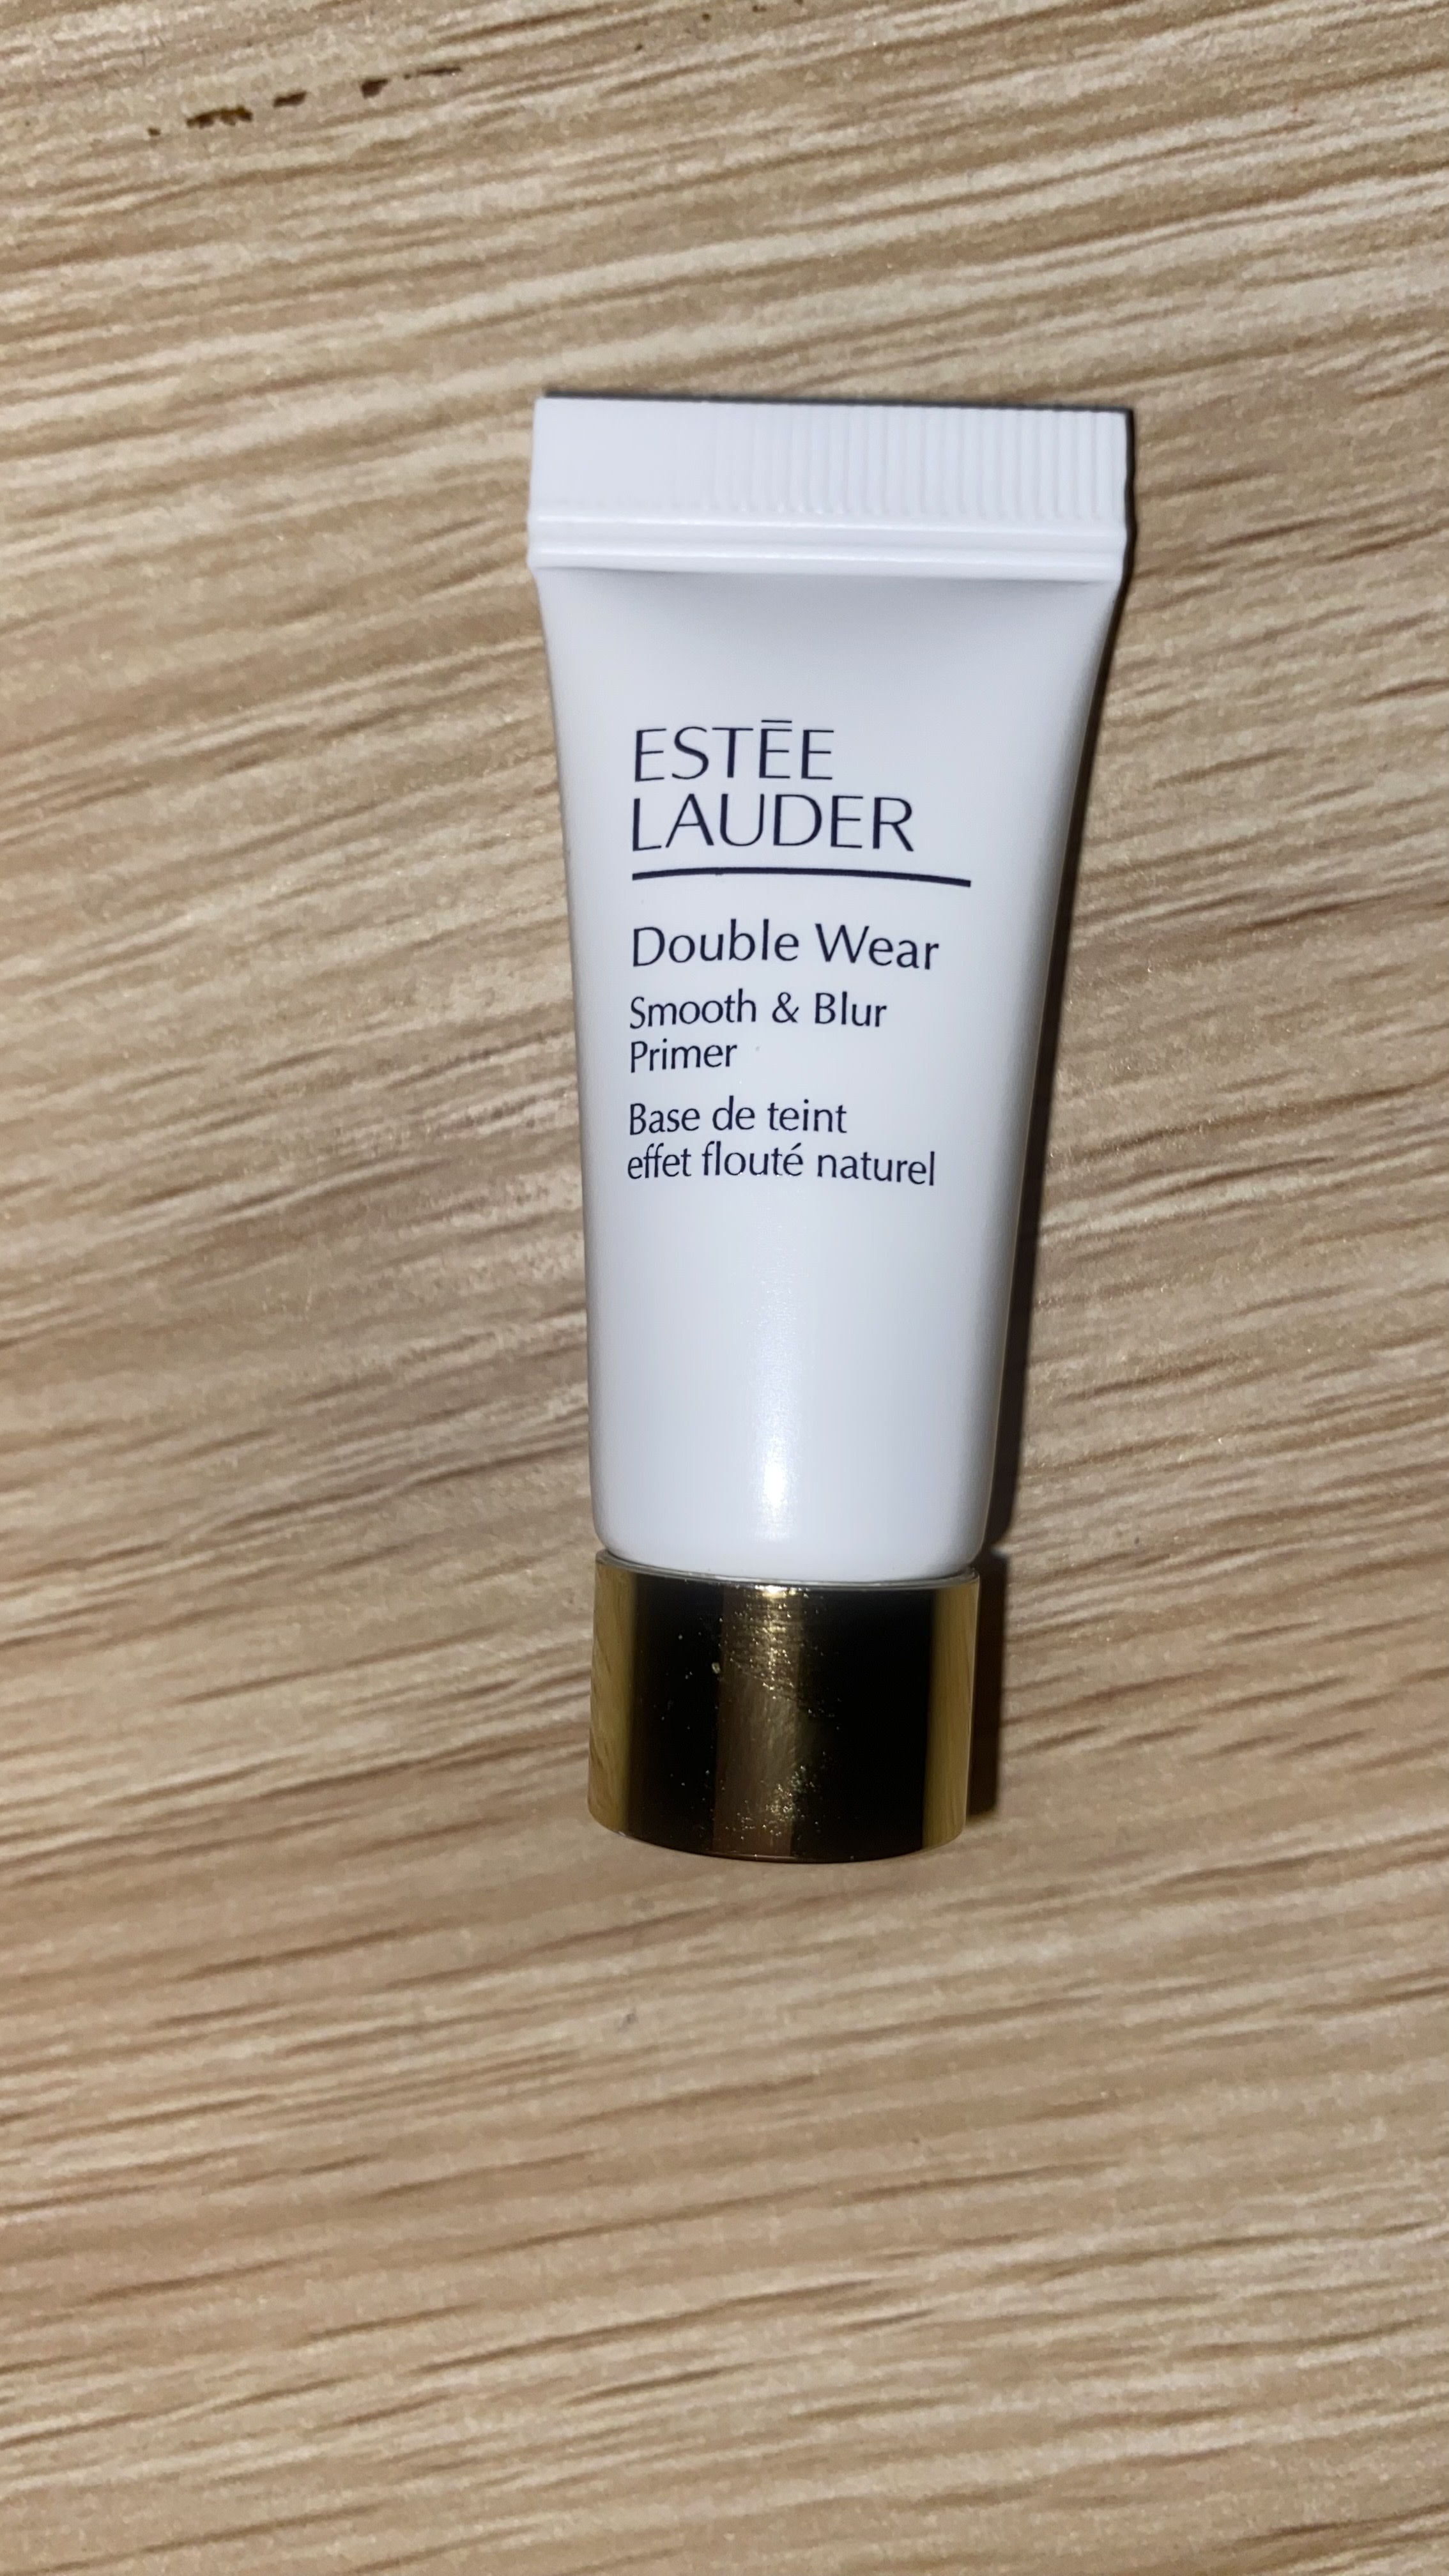 ESTĒE
LAUDER
Double Wear
Smooth & Blur
Primer
Base de teint
effet flouté naturel